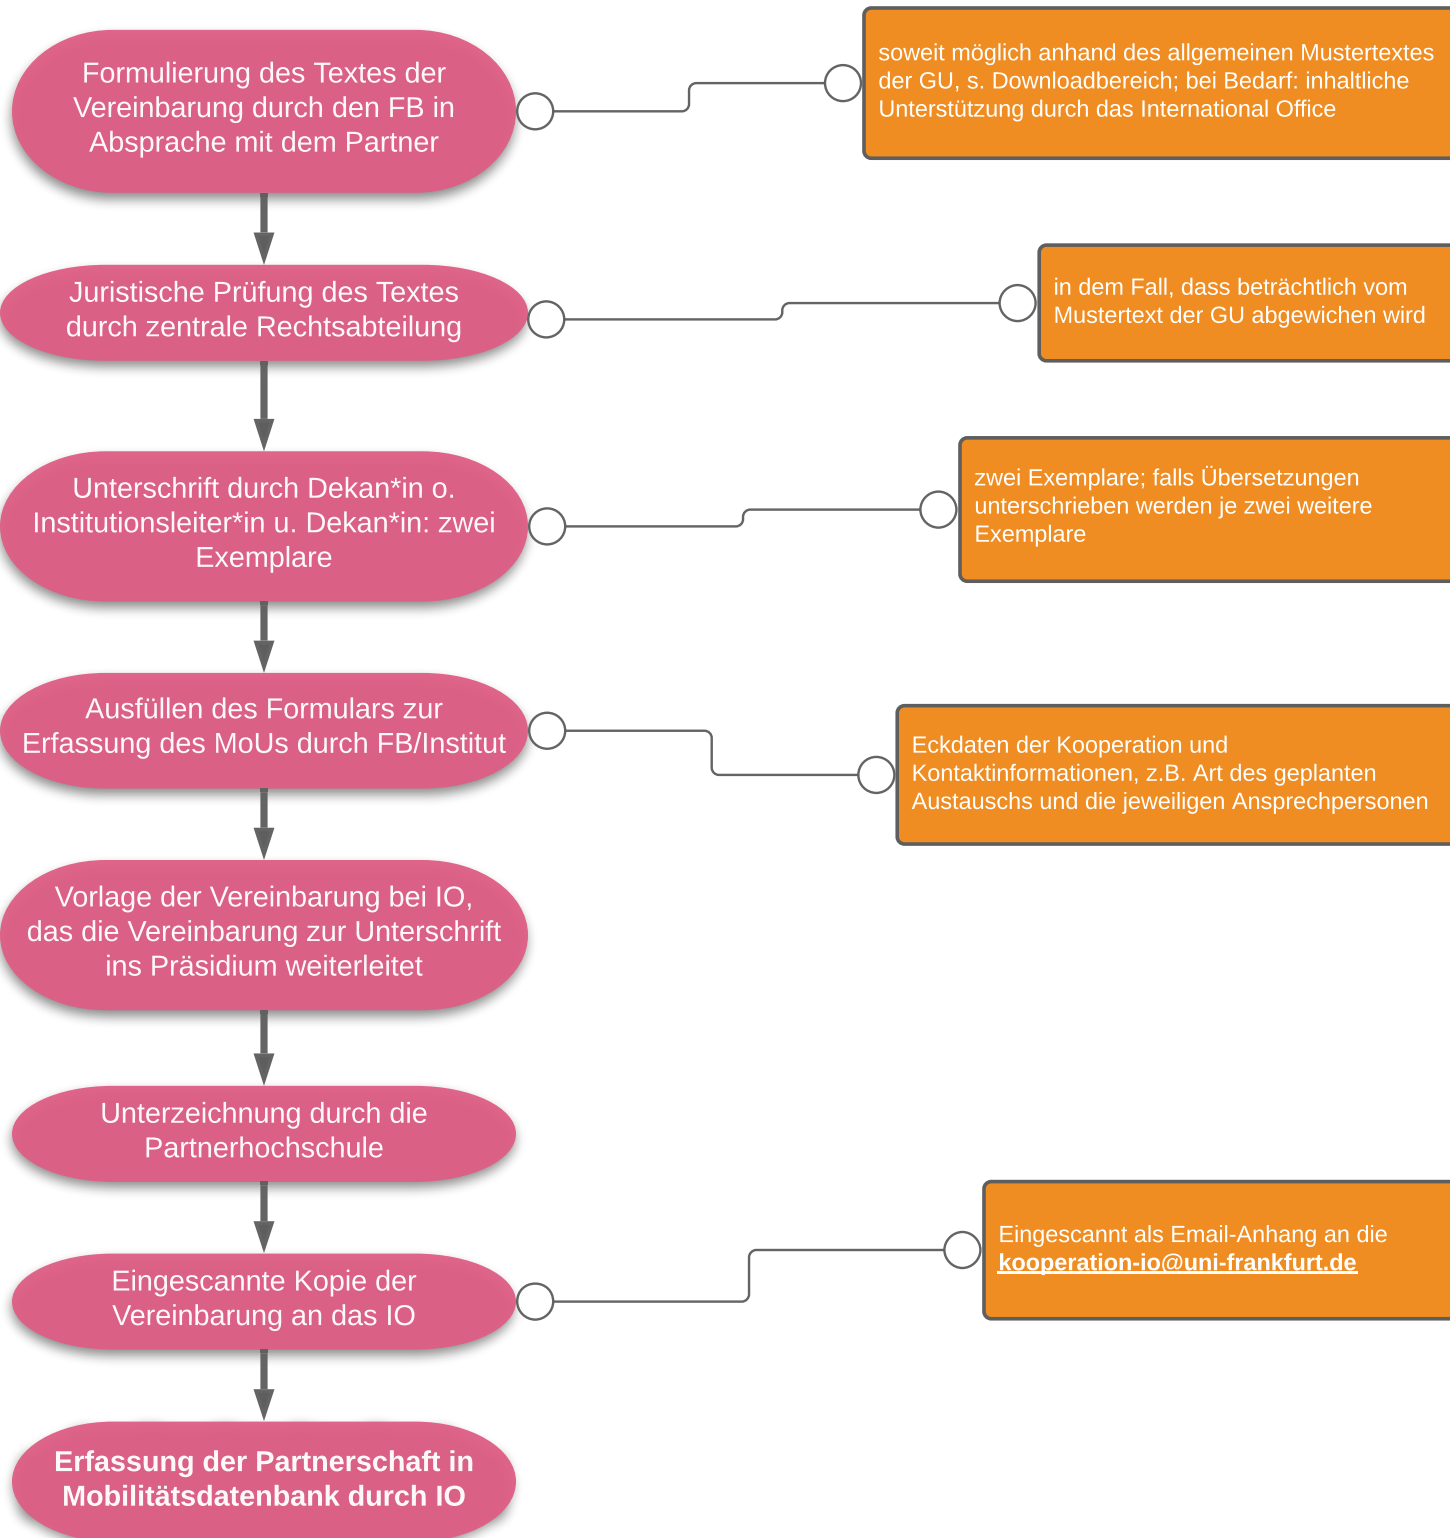 Formulierung des Textes der
Vereinbarung durch den FB in
Absprache mit dem Partner
soweit möglich anhand des allgemeinen Mustertextes
der GU, s. Downloadbereich; bei Bedarf: inhaltliche
Unterstützung durch das International Office
Juristische Prüfung des Textes
durch zentrale Rechtsabteilung
in dem Fall, dass beträchtlich vom
Mustertext der GU abgewichen wird
Unterschrift durch Dekan*in o.
Institutionsleiter*in u. Dekan*in: zwei
Exemplare
zwei Exemplare; falls Übersetzungen
unterschrieben werden je zwei weitere
Exemplare
Ausfüllen des Formulars zur
Erfassung des MoUs durch FB/Institut
Eckdaten der Kooperation und
Kontaktinformationen, z.B. Art des geplanten
Austauschs und die jeweiligen Ansprechpersonen
Vorlage der Vereinbarung bei IO,
das die Vereinbarung zur Unterschrift
ins Präsidium weiterleitet
Unterzeichnung durch die
Partnerhochschule
Eingescannte Kopie der
Vereinbarung an das IO
Eingescannt als Email-Anhang an die
kooperation-io@uni-frankfurt.de
Erfassung der Partnerschaft in
Mobilitätsdatenbank durch IO